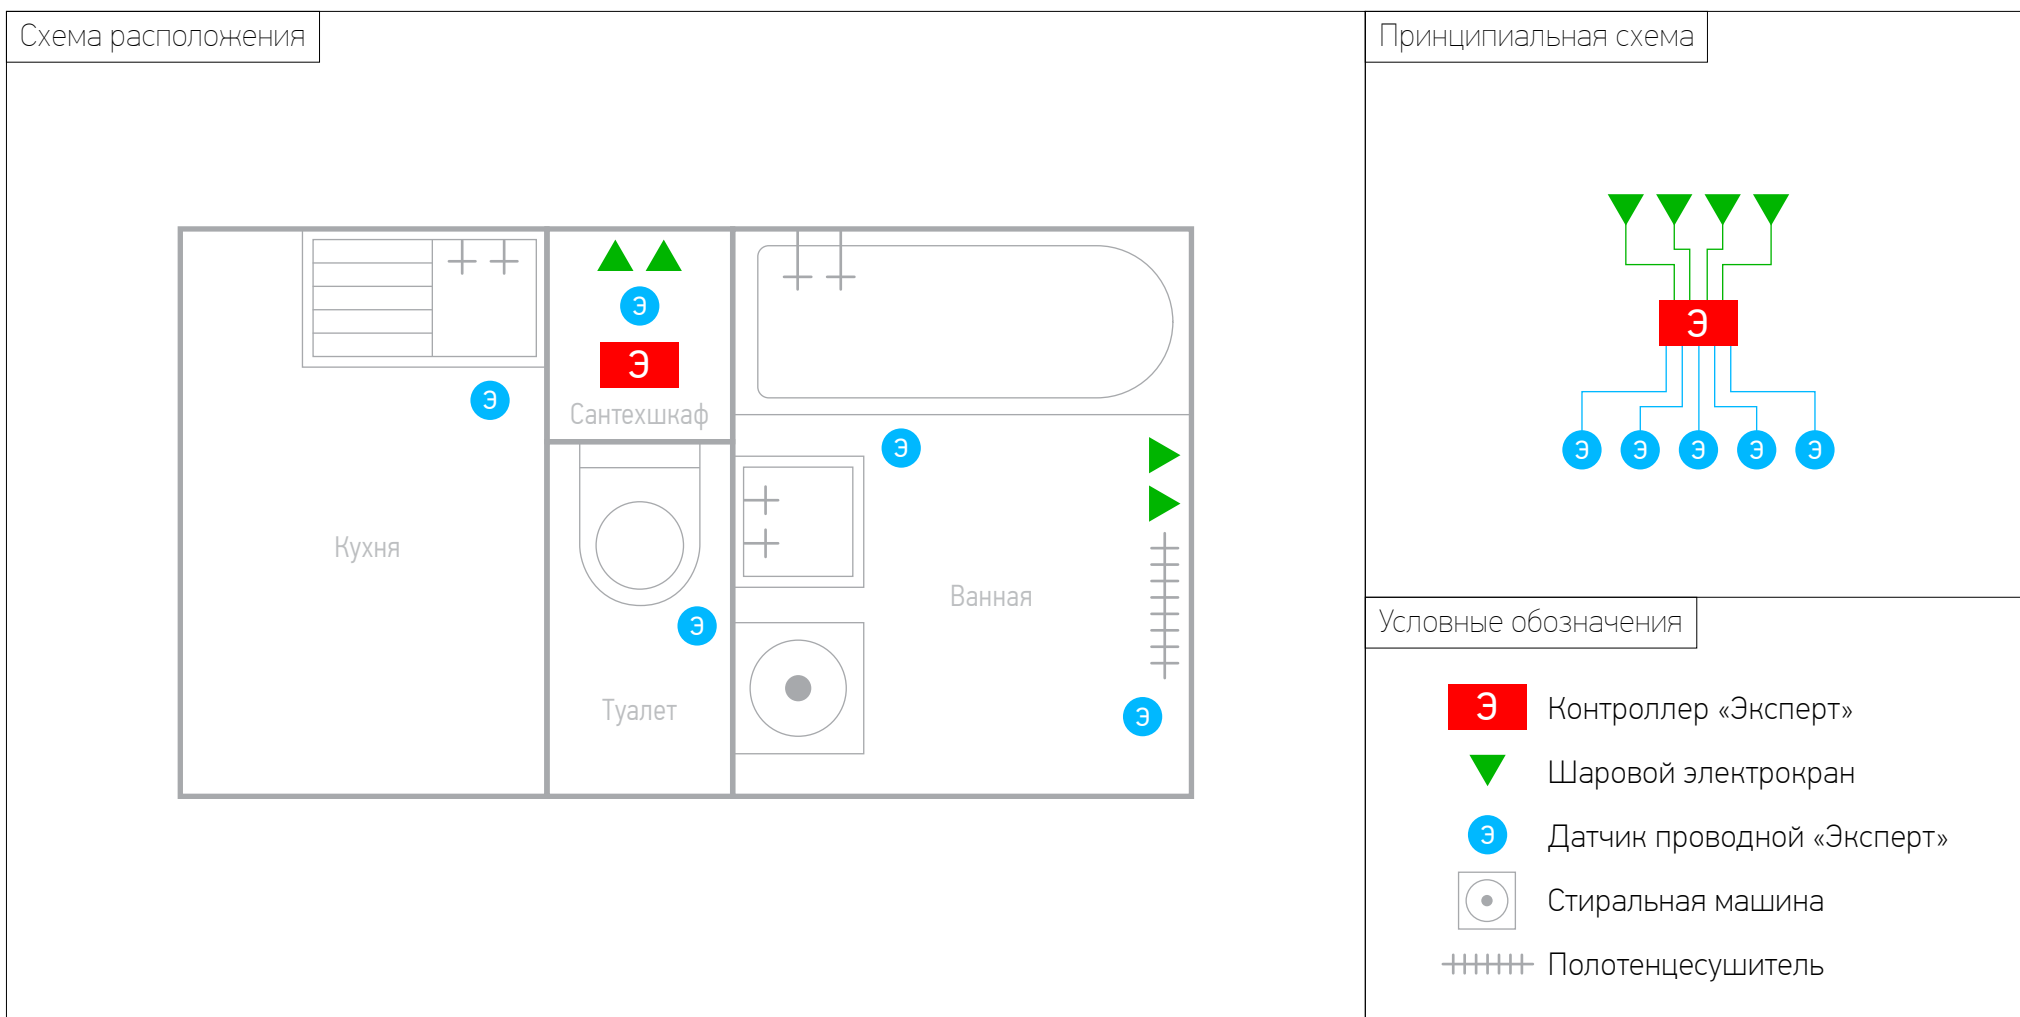 Схема расположения
Э
Э
Э
Сантехшкаф
Э
Кухня
Ванная
Э
Туалет
Э
Принципиальная схема
Э
Э Э Э Э Э
Условные обозначения
Э Контроллер «Эксперт»
Шаровой электрокран
Э Датчик проводной «Эксперт»
Стиральная машина
Полотенцесушитель